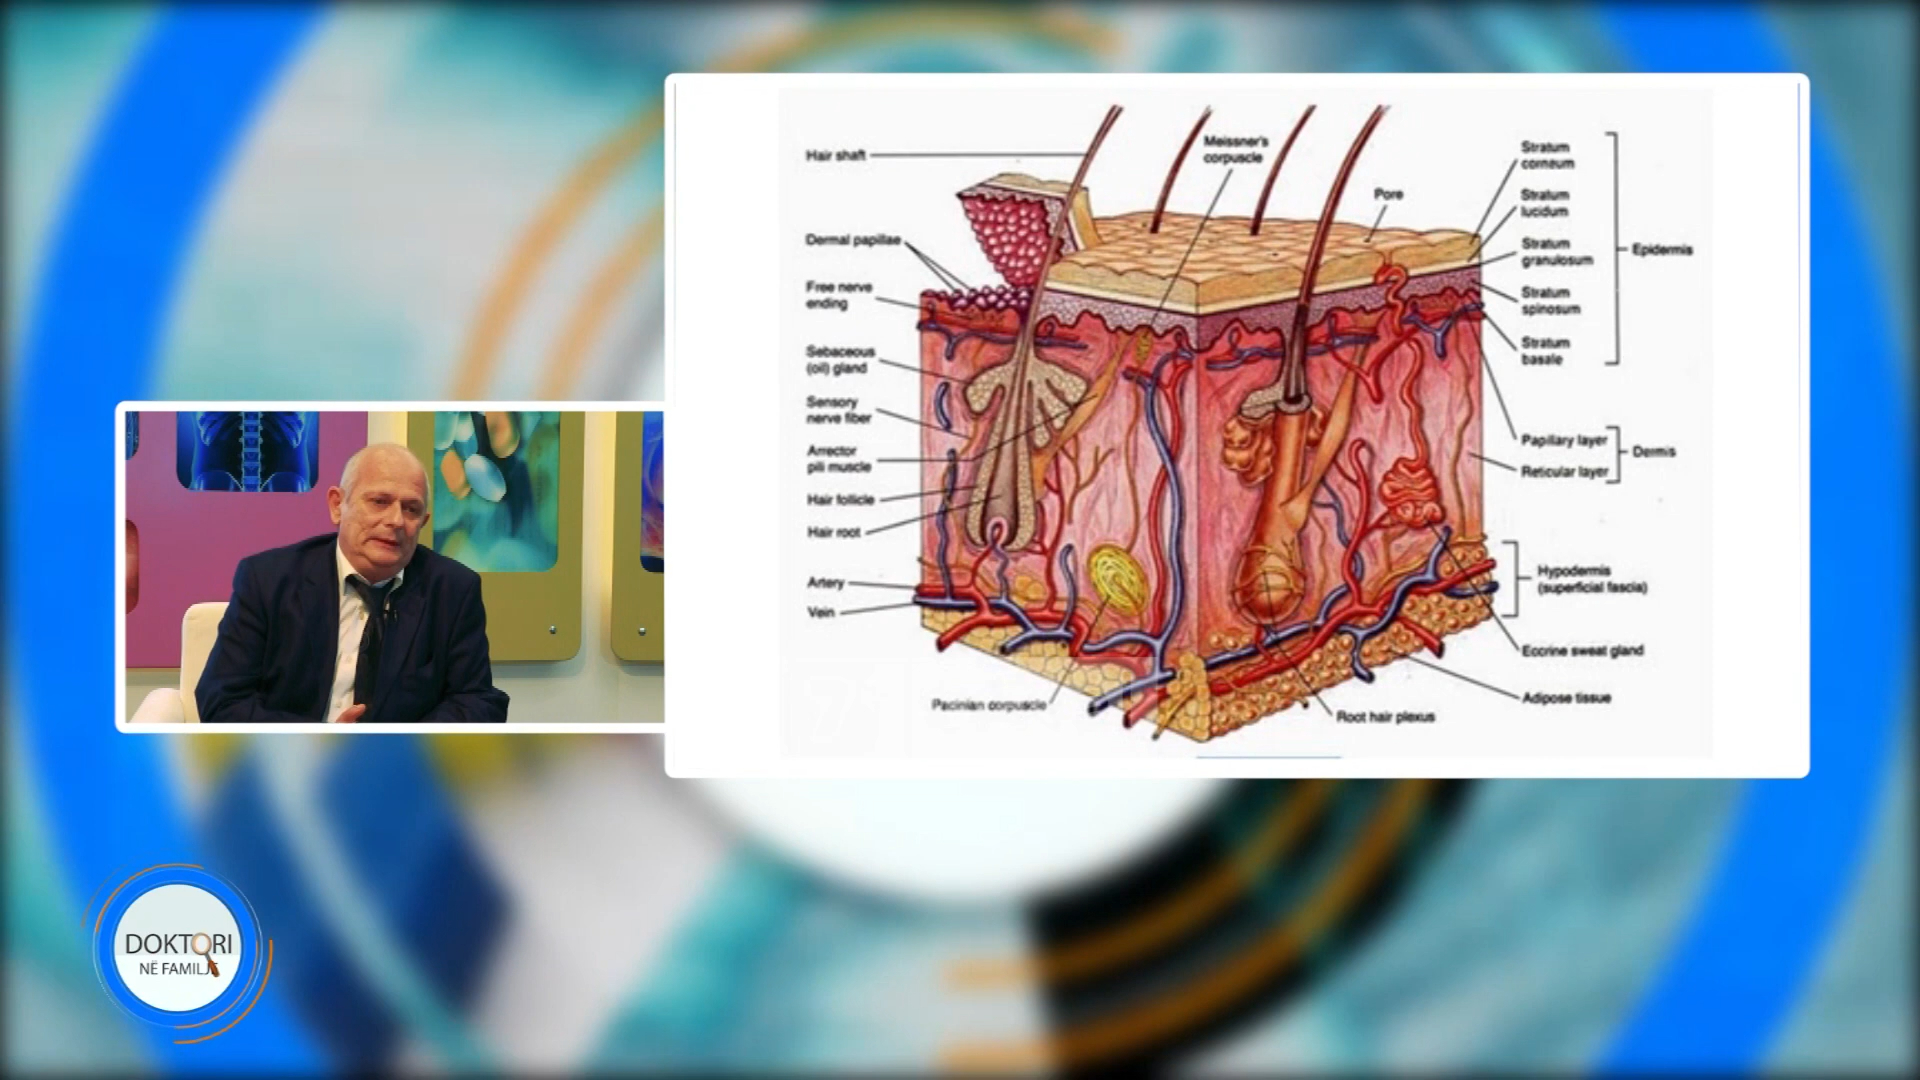 Hair shaft
Dermal papillae
Free nerve
ending
Sebaceous
(oil) gland
Sensory
nerve fiber
Arrector
pili muscle
Hair follicle
Hair root
Artery
Vein
Pacinian corpuscle
Meissner's
corpuscle
Pore
Stratum
corneum
Stratum
lucidum
Stratum
granulosum
Stratum
spinosum
Stratum
basale
Epidermis
Papillary layer
Reticular layer
Dermis
Hypodermis
(superficial fascia)
Eccrine sweat gland
Adipose tissue
Root hair plexus
DOKTORI
NË FAMILJE